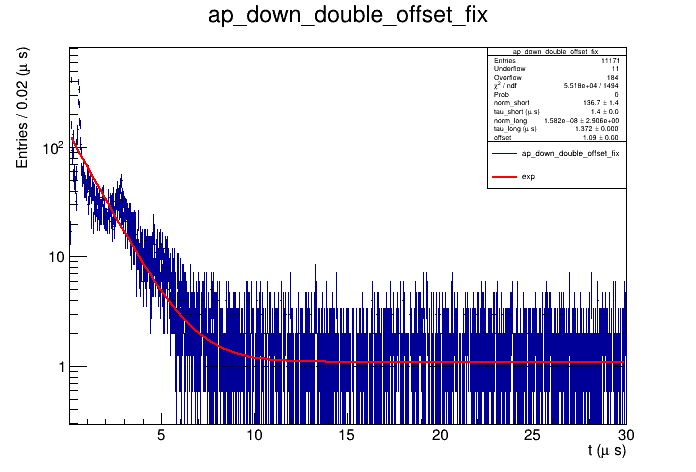 ap_down_double_offset_fix
Entries / 0.02 (μ s)
ap_down_double_offset_fix
Entries 11171
Underflow 11
Overflow 184
χ² / ndf 5.518e+04 / 1494
Prob 0
norm_short 136.7 ± 1.4
tau_short (μ s) 1.4 ± 0.0
norm_long 1.582e−08 ± 2.906e+00
tau_long (μ s) 1.372 ± 0.000
offset 1.09 ± 0.00
ap_down_double_offset_fix
exp
10²
10
1
5 10 15 20 25 30
t (μ s)